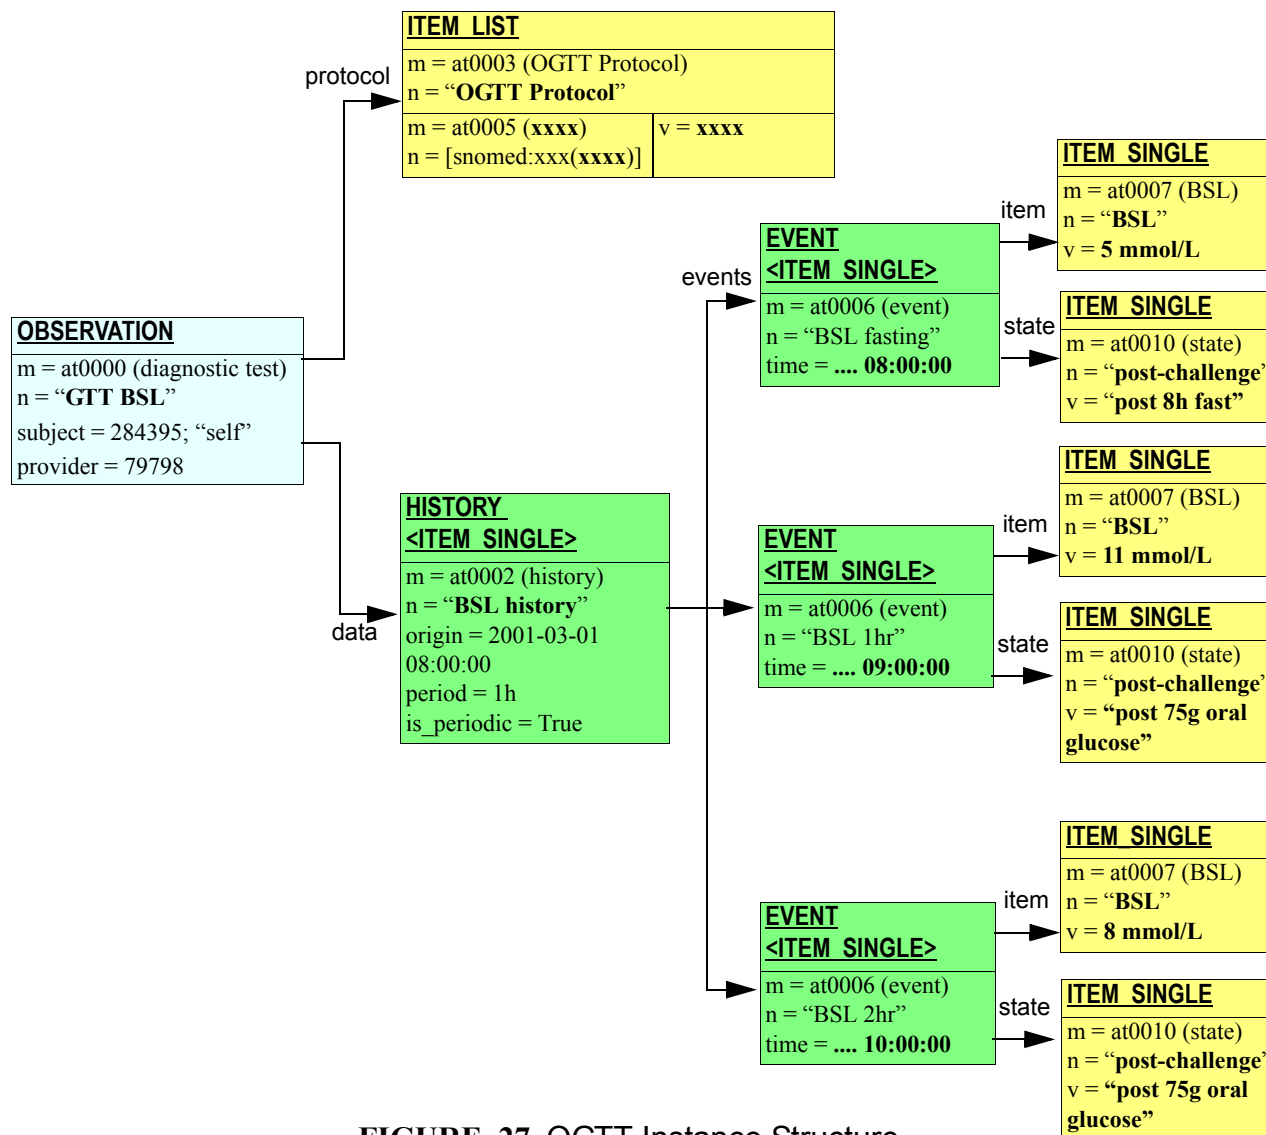 ITEM_LIST
m = at0003 (OGTT Protocol)
n = “OGTT Protocol”
m = at0005 (xxxx)
n = [snomed:xxx(xxxx)]
v = xxxx
protocol
OBSERVATION
m = at0000 (diagnostic test)
n = “GTT BSL”
subject = 284395; “self”
provider = 79798
data
HISTORY
<ITEM_SINGLE>
m = at0002 (history)
n = “BSL history”
origin = 2001-03-01
08:00:00
period = 1h
is_periodic = True
events
EVENT
<ITEM_SINGLE>
m = at0006 (event)
n = “BSL fasting”
time = .... 08:00:00
item
ITEM_SINGLE
m = at0007 (BSL)
n = “BSL”
v = 5 mmol/L
state
ITEM_SINGLE
m = at0010 (state)
n = “post-challenge”
v = “post 8h fast”
EVENT
<ITEM_SINGLE>
m = at0006 (event)
n = “BSL 1hr”
time = .... 09:00:00
item
ITEM_SINGLE
m = at0007 (BSL)
n = “BSL”
v = 11 mmol/L
state
ITEM_SINGLE
m = at0010 (state)
n = “post-challenge”
v = “post 75g oral
glucose”
EVENT
<ITEM_SINGLE>
m = at0006 (event)
n = “BSL 2hr”
time = .... 10:00:00
item
ITEM_SINGLE
m = at0007 (BSL)
n = “BSL”
v = 8 mmol/L
state
ITEM_SINGLE
m = at0010 (state)
n = “post-challenge”
v = “post 75g oral
glucose”
FIGURE 27 OGTT Instance Structure